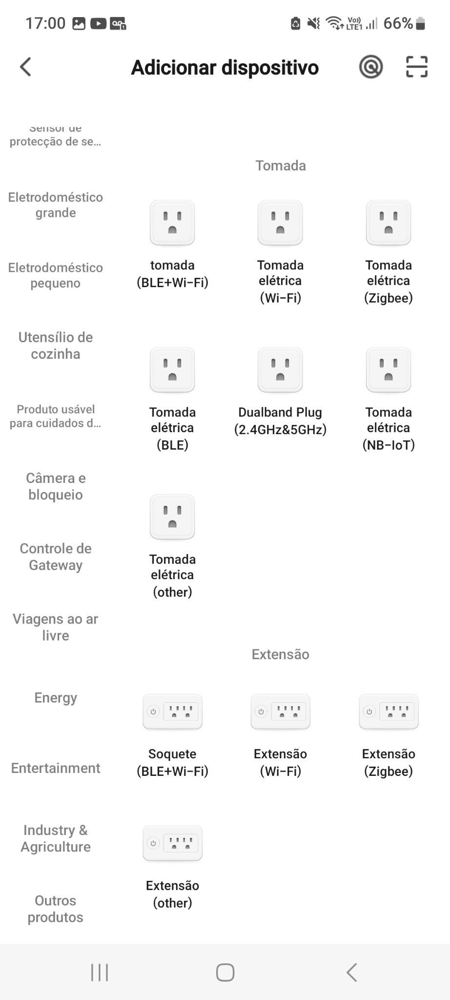 17:00
Vo))
LTE1
66%
Adicionar dispositivo
Sensor de
protecção de se...
Eletrodoméstico
grande
Eletrodoméstico
pequeno
Utensílio de
cozinha
Produto usável
para cuidados d...
Câmera e
bloqueio
Controle de
Gateway
Viagens ao ar
livre
Energy
Entertainment
Industry &
Agriculture
Outros
produtos
Tomada
tomada
(BLE+Wi-Fi)
Tomada
elétrica
(Wi-Fi)
Tomada
elétrica
(Zigbee)
Tomada
elétrica
(BLE)
Dualband Plug
(2.4GHz&5GHz)
Tomada
elétrica
(NB-IoT)
Tomada
elétrica
(other)
Extensão
Soquete
(BLE+Wi-Fi)
Extensão
(Wi-Fi)
Extensão
(Zigbee)
Extensão
(other)